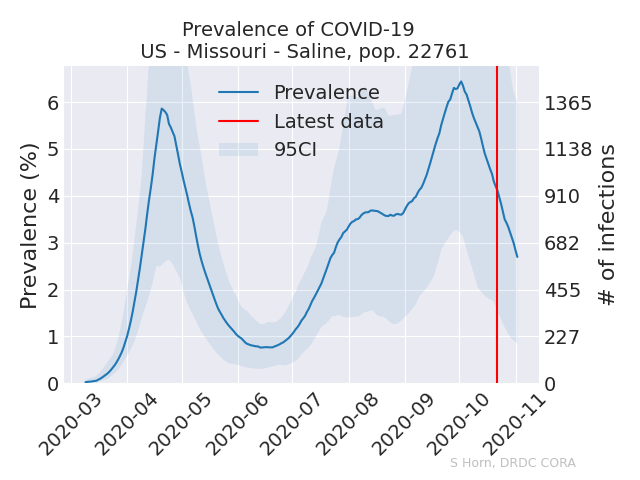 Prevalence of COVID-19
US - Missouri - Saline, pop. 22761
Prevalence
Latest data
95CI
Prevalence (%)
6
5
4
3
2
1
0
1365
1138
910
682
455
227
0
# of infections
2020-03
2020-04
2020-05
2020-06
2020-07
2020-08
2020-09
2020-10
2020-11
S Horn, DRDC CORA